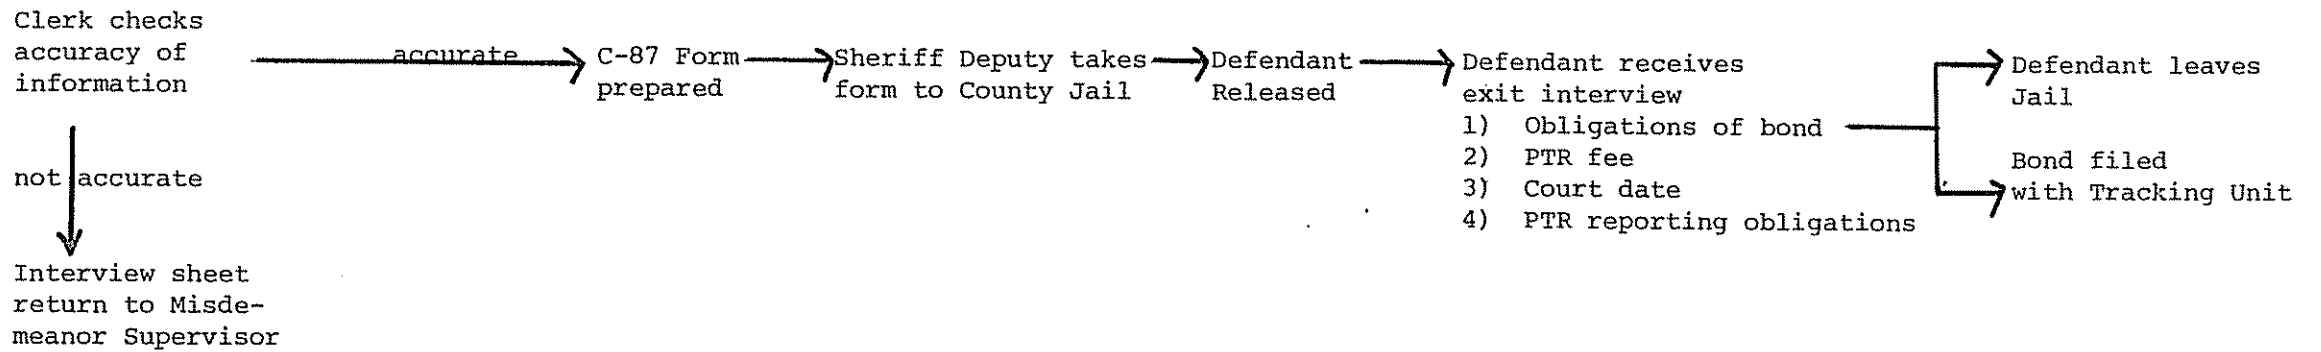 Clerk checks
accuracy of
information
accurate
not accurate
Interview sheet
return to Misde-
meanor Supervisor
C-87 Form
prepared
Sheriff Deputy takes
form to County Jail
Defendant
Released
Defendant receives
exit interview
1) Obligations of bond
2) PTR fee
3) Court date
4) PTR reporting obligations
Defendant leaves
Jail
Bond filed
with Tracking Unit